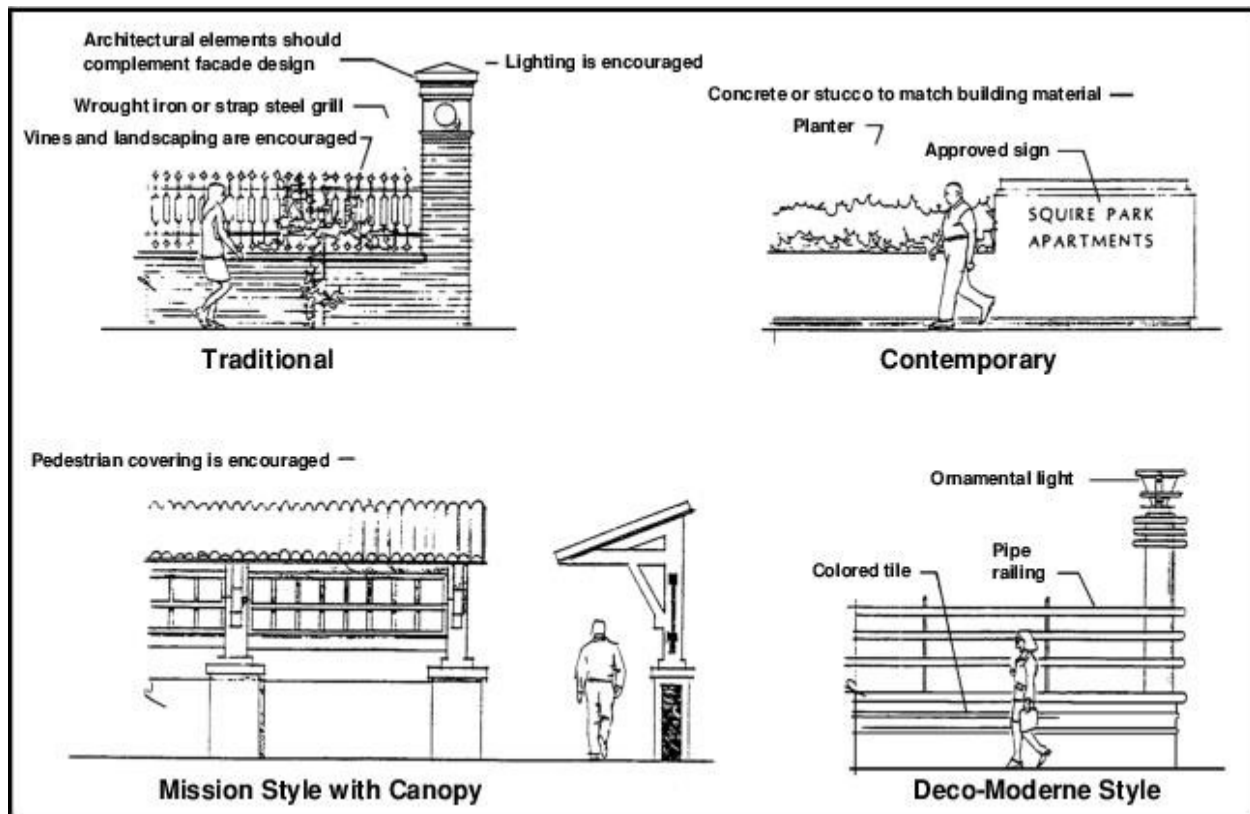 Architectural elements should
complement facade design
Lighting is encouraged
Wrought iron or strap steel grill
Vines and landscaping are encouraged
Traditional
Concrete or stucco to match building material
Planter
Approved sign
SQUIRE PARK
APARTMENTS
Contemporary
Pedestrian covering is encouraged
Mission Style with Canopy
Ornamental light
Pipe
railing
Colored tile
Deco-Moderne Style